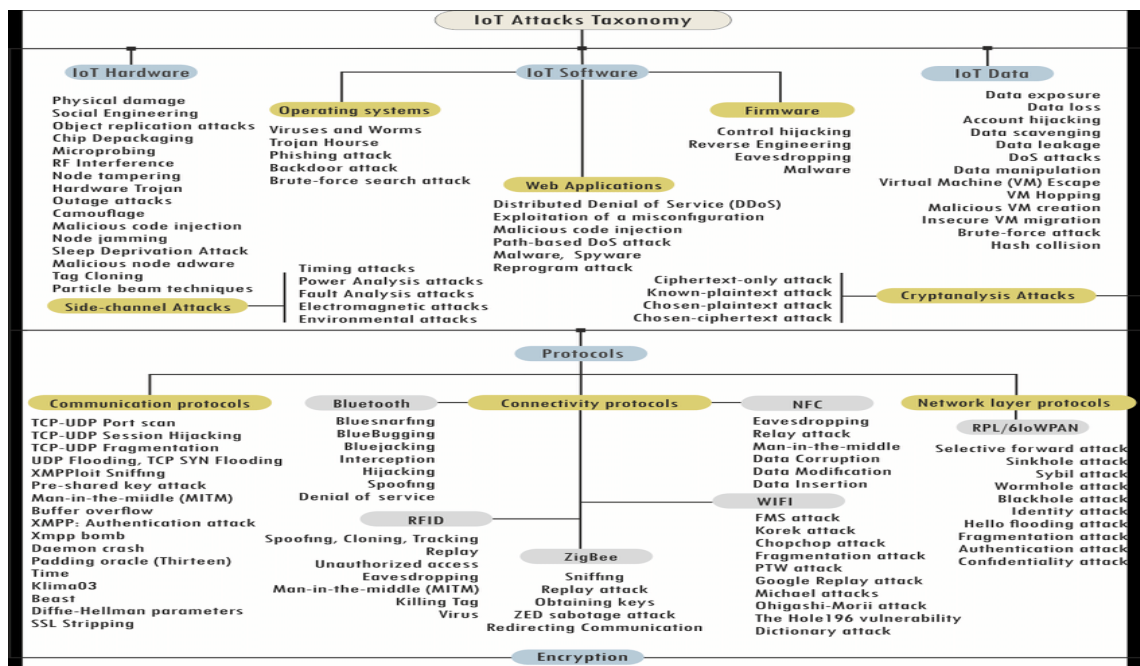 IoT Attacks Taxonomy
IoT Hardware
Physical damage
Social Engineering
Object replication attacks
Chip Depackaging
Microprobing
RF Interference
Node tampering
Hardware Trojan
Outage attacks
Camouflage
Malicious code injection
Node jamming
Sleep Deprivation Attack
Malicious node adware
Tag Cloning
Particle beam techniques
Side-channel Attacks
Timing attacks
Power Analysis attacks
Fault Analysis attacks
Electromagnetic attacks
Environmental attacks
IoT Software
Operating systems
Viruses and Worms
Trojan Hourse
Phishing attack
Backdoor attack
Brute-force search attack
Web Applications
Distributed Denial of Service (DDoS)
Exploitation of a misconfiguration
Malicious code injection
Path-based DoS attack
Malware, Spyware
Reprogram attack
Firmware
Control hijacking
Reverse Engineering
Eavesdropping
Malware
IoT Data
Data exposure
Data loss
Account hijacking
Data scavenging
Data leakage
DoS attacks
Data manipulation
Virtual Machine (VM) Escape
VM Hopping
Malicious VM creation
Insecure VM migration
Brute-force attack
Hash collision
Ciphertext-only attack
Known-plaintext attack
Chosen-plaintext attack
Chosen-ciphertext attack
Cryptanalysis Attacks
Protocols
Communication protocols
TCP-UDP Port scan
TCP-UDP Session Hijacking
TCP-UDP Fragmentation
UDP Flooding, TCP SYN Flooding
XMPPloit Sniffing
Pre-shared key attack
Man-in-the-miidle (MITM)
Buffer overflow
XMPP: Authentication attack
Xmpp bomb
Daemon crash
Padding oracle (Thirteen)
Time
Klima03
Beast
Diffie-Hellman parameters
SSL Stripping
Connectivity protocols
Bluetooth
Bluesnarfing
BlueBugging
Bluejacking
Interception
Hijacking
Spoofing
Denial of service
RFID
Spoofing, Cloning, Tracking
Replay
Unauthorized access
Eavesdropping
Man-in-the-middle (MITM)
Killing Tag
Virus
ZigBee
Sniffing
Replay attack
Obtaining keys
ZED sabotage attack
Redirecting Communication
NFC
Eavesdropping
Relay attack
Man-in-the-middle
Data Corruption
Data Modification
Data Insertion
WIFI
FMS attack
Korek attack
Chopchop attack
Fragmentation attack
PTW attack
Google Replay attack
Michael attacks
Ohigashi-Morii attack
The Hole196 vulnerability
Dictionary attack
Network layer protocols
RPL/6loWPAN
Selective forward attack
Sinkhole attack
Sybil attack
Wormhole attack
Blackhole attack
Identity attack
Hello flooding attack
Fragmentation attack
Authentication attack
Confidentiality attack
Encryption